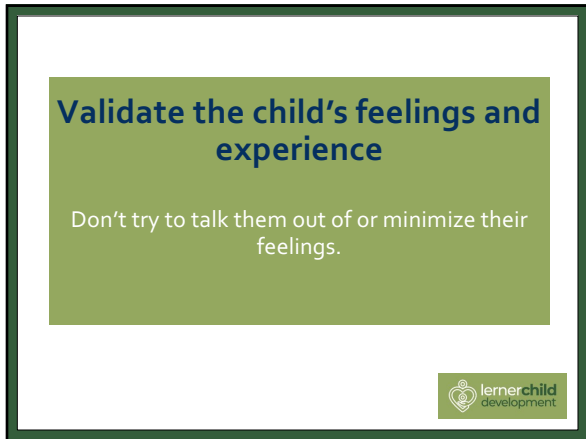 Validate the child’s feelings and
experience
Don’t try to talk them out of or minimize their
feelings.
lernerchild
development